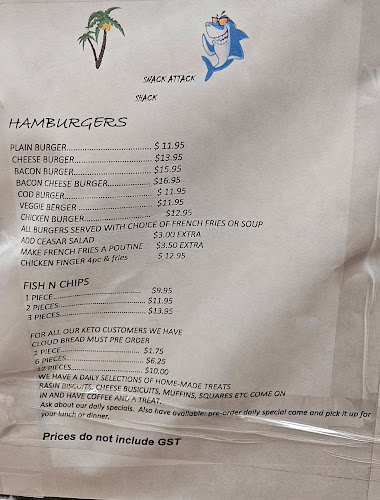 SNACK ATTACK
SHACK
HAMBURGERS
PLAIN BURGER................................ $ 11.95
CHEESE BURGER.............................. $13.95
BACON BURGER.............................. $15.95
BACON CHEESE BURGER................. $16.95
COD BURGER................................. $ 11.95
VEGGIE BERGER ............................. $11.95
CHICKEN BURGER........................... $12.95
ALL BURGERS SERVED WITH CHOICE OF FRENCH FRIES OR SOUP
ADD CEASAR SALAD $3.00 EXTRA
MAKE FRENCH FRIES A POUTINE $3.50 EXTRA
CHICKEN FINGER 4pc & fries $ 12.95
FISH N CHIPS
1 PIECE.................................. $9.95
2 PIECES................................ $11.95
3 PIECES................................ $13.95
FOR ALL OUR KETO CUSTOMERS WE HAVE
CLOUD BREAD MUST PRE ORDER
1 PIECE.............................. $1.75
6 PIECES............................. $6.25
12 PIECES............................ $10.00
WE HAVE A DAILY SELECTIONS OF HOME-MADE TREATS
RASIN BISCUITS, CHEESE BUSICUITS, MUFFINS, SQUARES ETC COME ON
IN AND HAVE COFFEE AND A TREAT.
Ask about our daily specials. Also have available: pre-order daily special come and pick it up for
your lunch or dinner.
Prices do not include GST